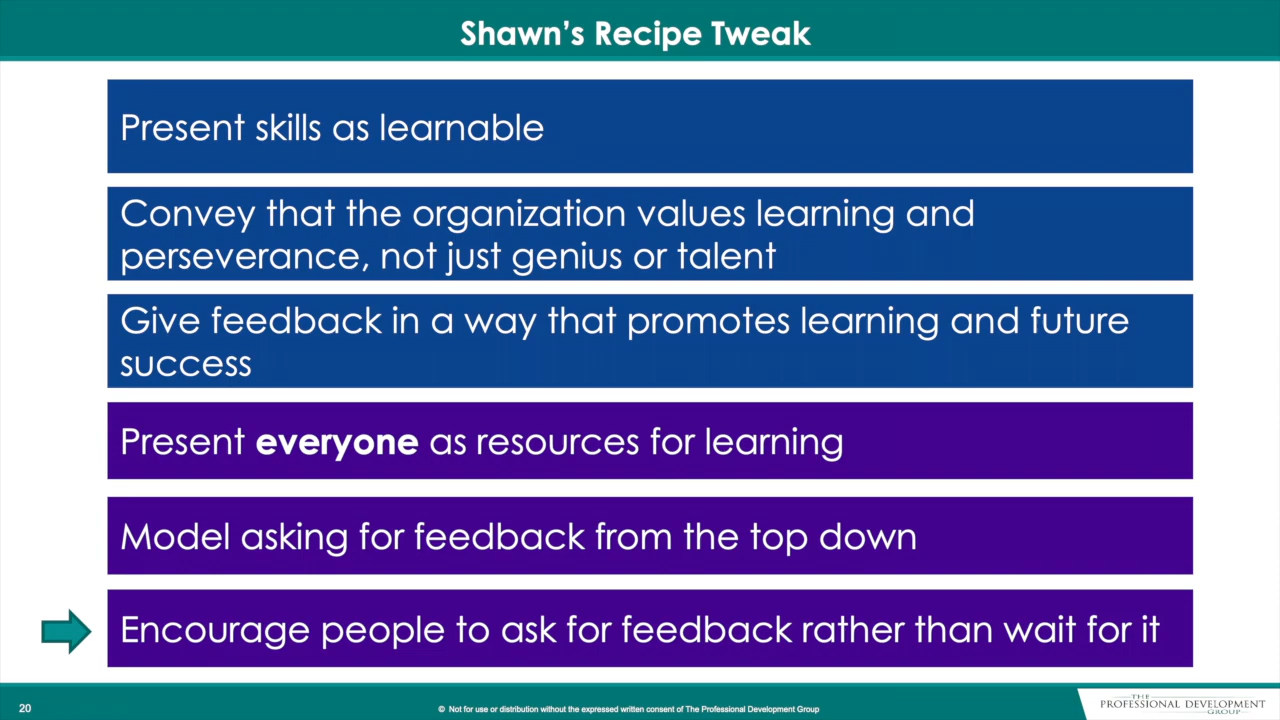 Shawn’s Recipe Tweak
Present skills as learnable
Convey that the organization values learning and
perseverance, not just genius or talent
Give feedback in a way that promotes learning and future
success
Present everyone as resources for learning
Model asking for feedback from the top down
Encourage people to ask for feedback rather than wait for it
20
© Not for use or distribution without the expressed written consent of The Professional Development Group
THE
PROFESSIONAL DEVELOPMENT
GROUP